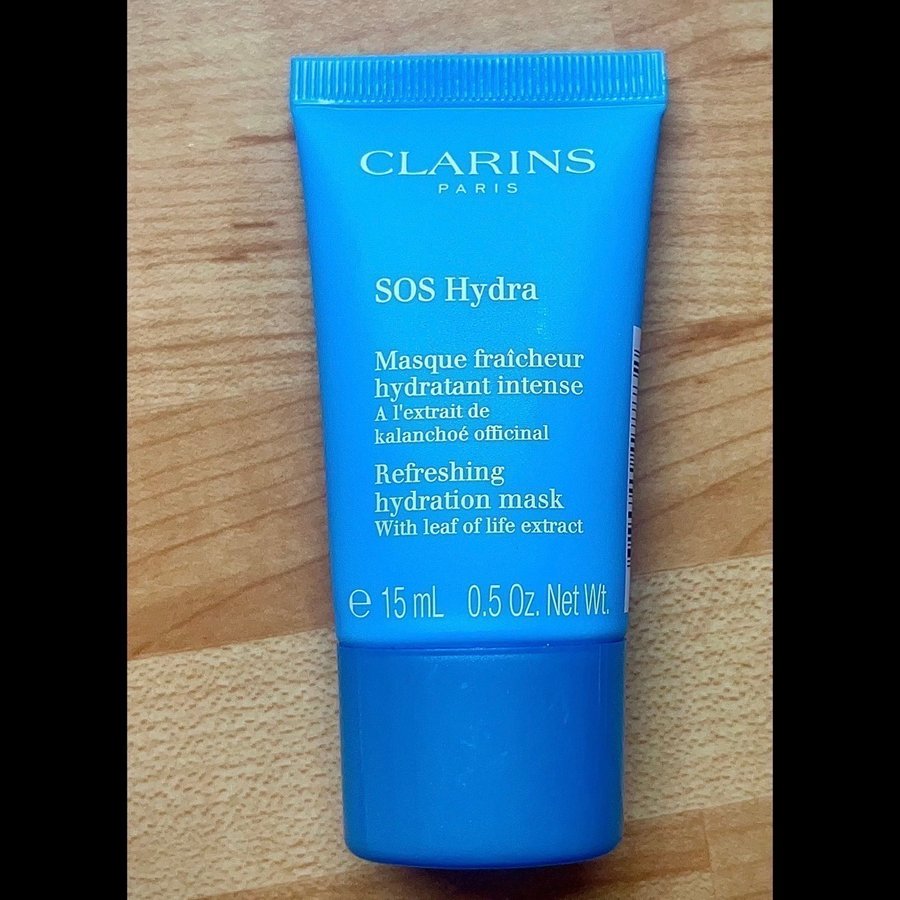 CLARINS
PARIS
SOS Hydra
Masque fraîcheur
hydratant intense
A l'extrait de
kalanchoé officinal
Refreshing
hydration mask
With leaf of life extract
℮ 15 mL 0.5 Oz. Net Wt.